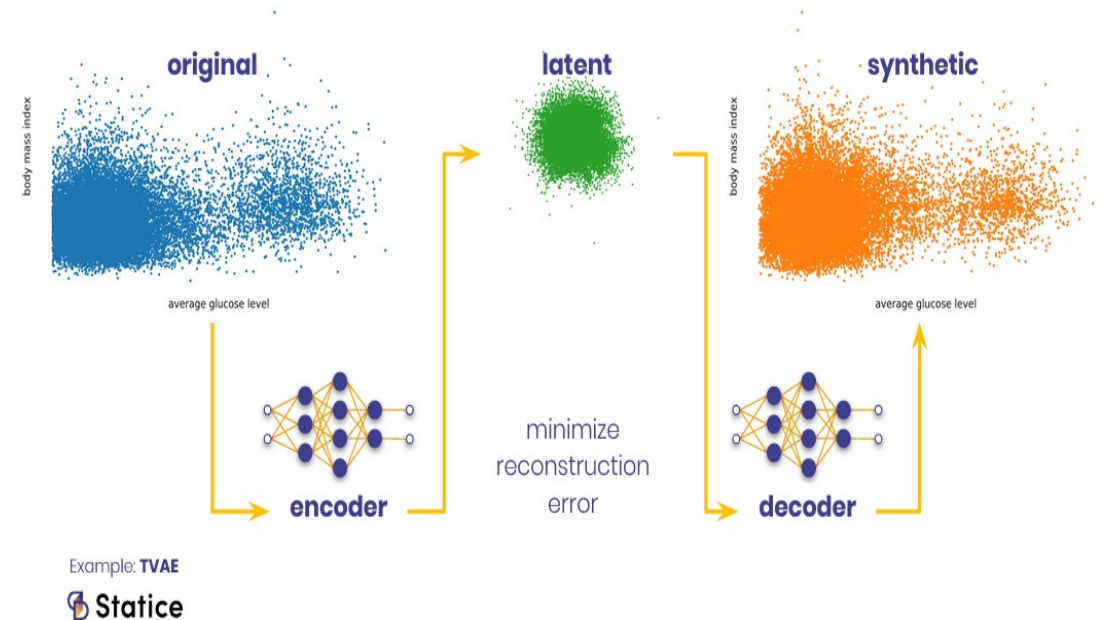 original
latent
synthetic
body mass index
body mass index
average glucose level
average glucose level
minimize
reconstruction
error
encoder
decoder
Example: TVAE
Statice